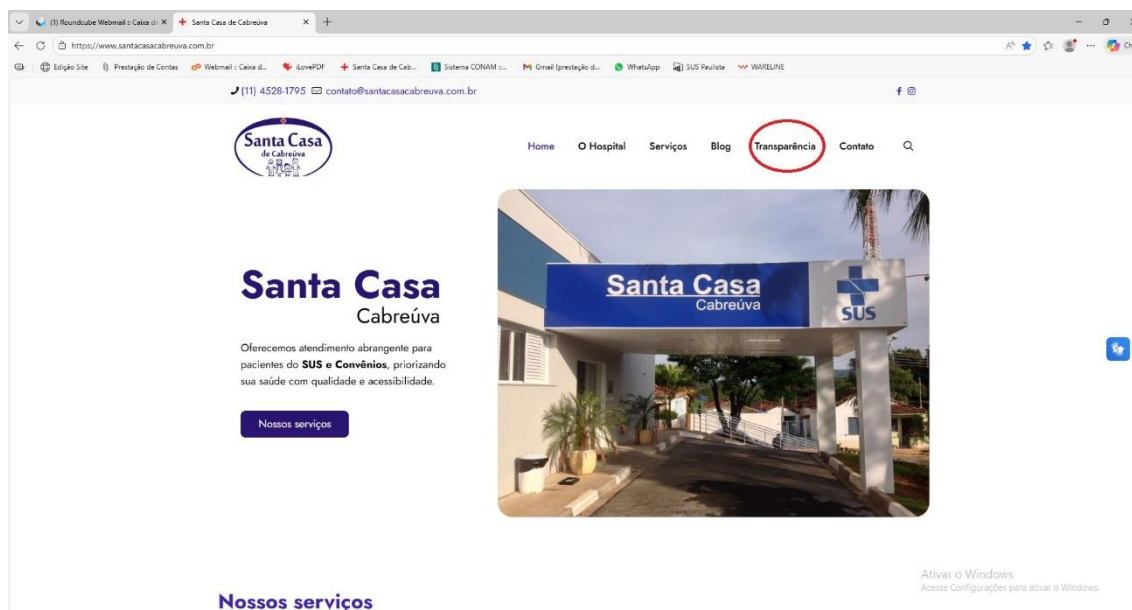 (1) Roundcube Webmail :: Caixa de
Santa Casa de Cabreúva
https://www.santacasacabreuva.com.br
Edição Site
Prestação de Contas
Webmail :: Caixa d...
iLovePDF
Santa Casa de Cab...
Sistema CONAM ::...
Gmail (prestação d...
WhatsApp
SUS Paulista
WARELINE
(11) 4528-1795
contato@santacasacabreuva.com.br
Santa Casa
de Cabreúva
Home
O Hospital
Serviços
Blog
Transparência
Contato
Santa Casa
Cabreúva
Oferecemos atendimento abrangente para
pacientes do SUS e Convênios, priorizando
sua saúde com qualidade e acessibilidade.
Nossos serviços
Santa Casa
Cabreúva
SUS
Ativar o Windows
Acesse Configurações para ativar o Windows.
Nossos serviços